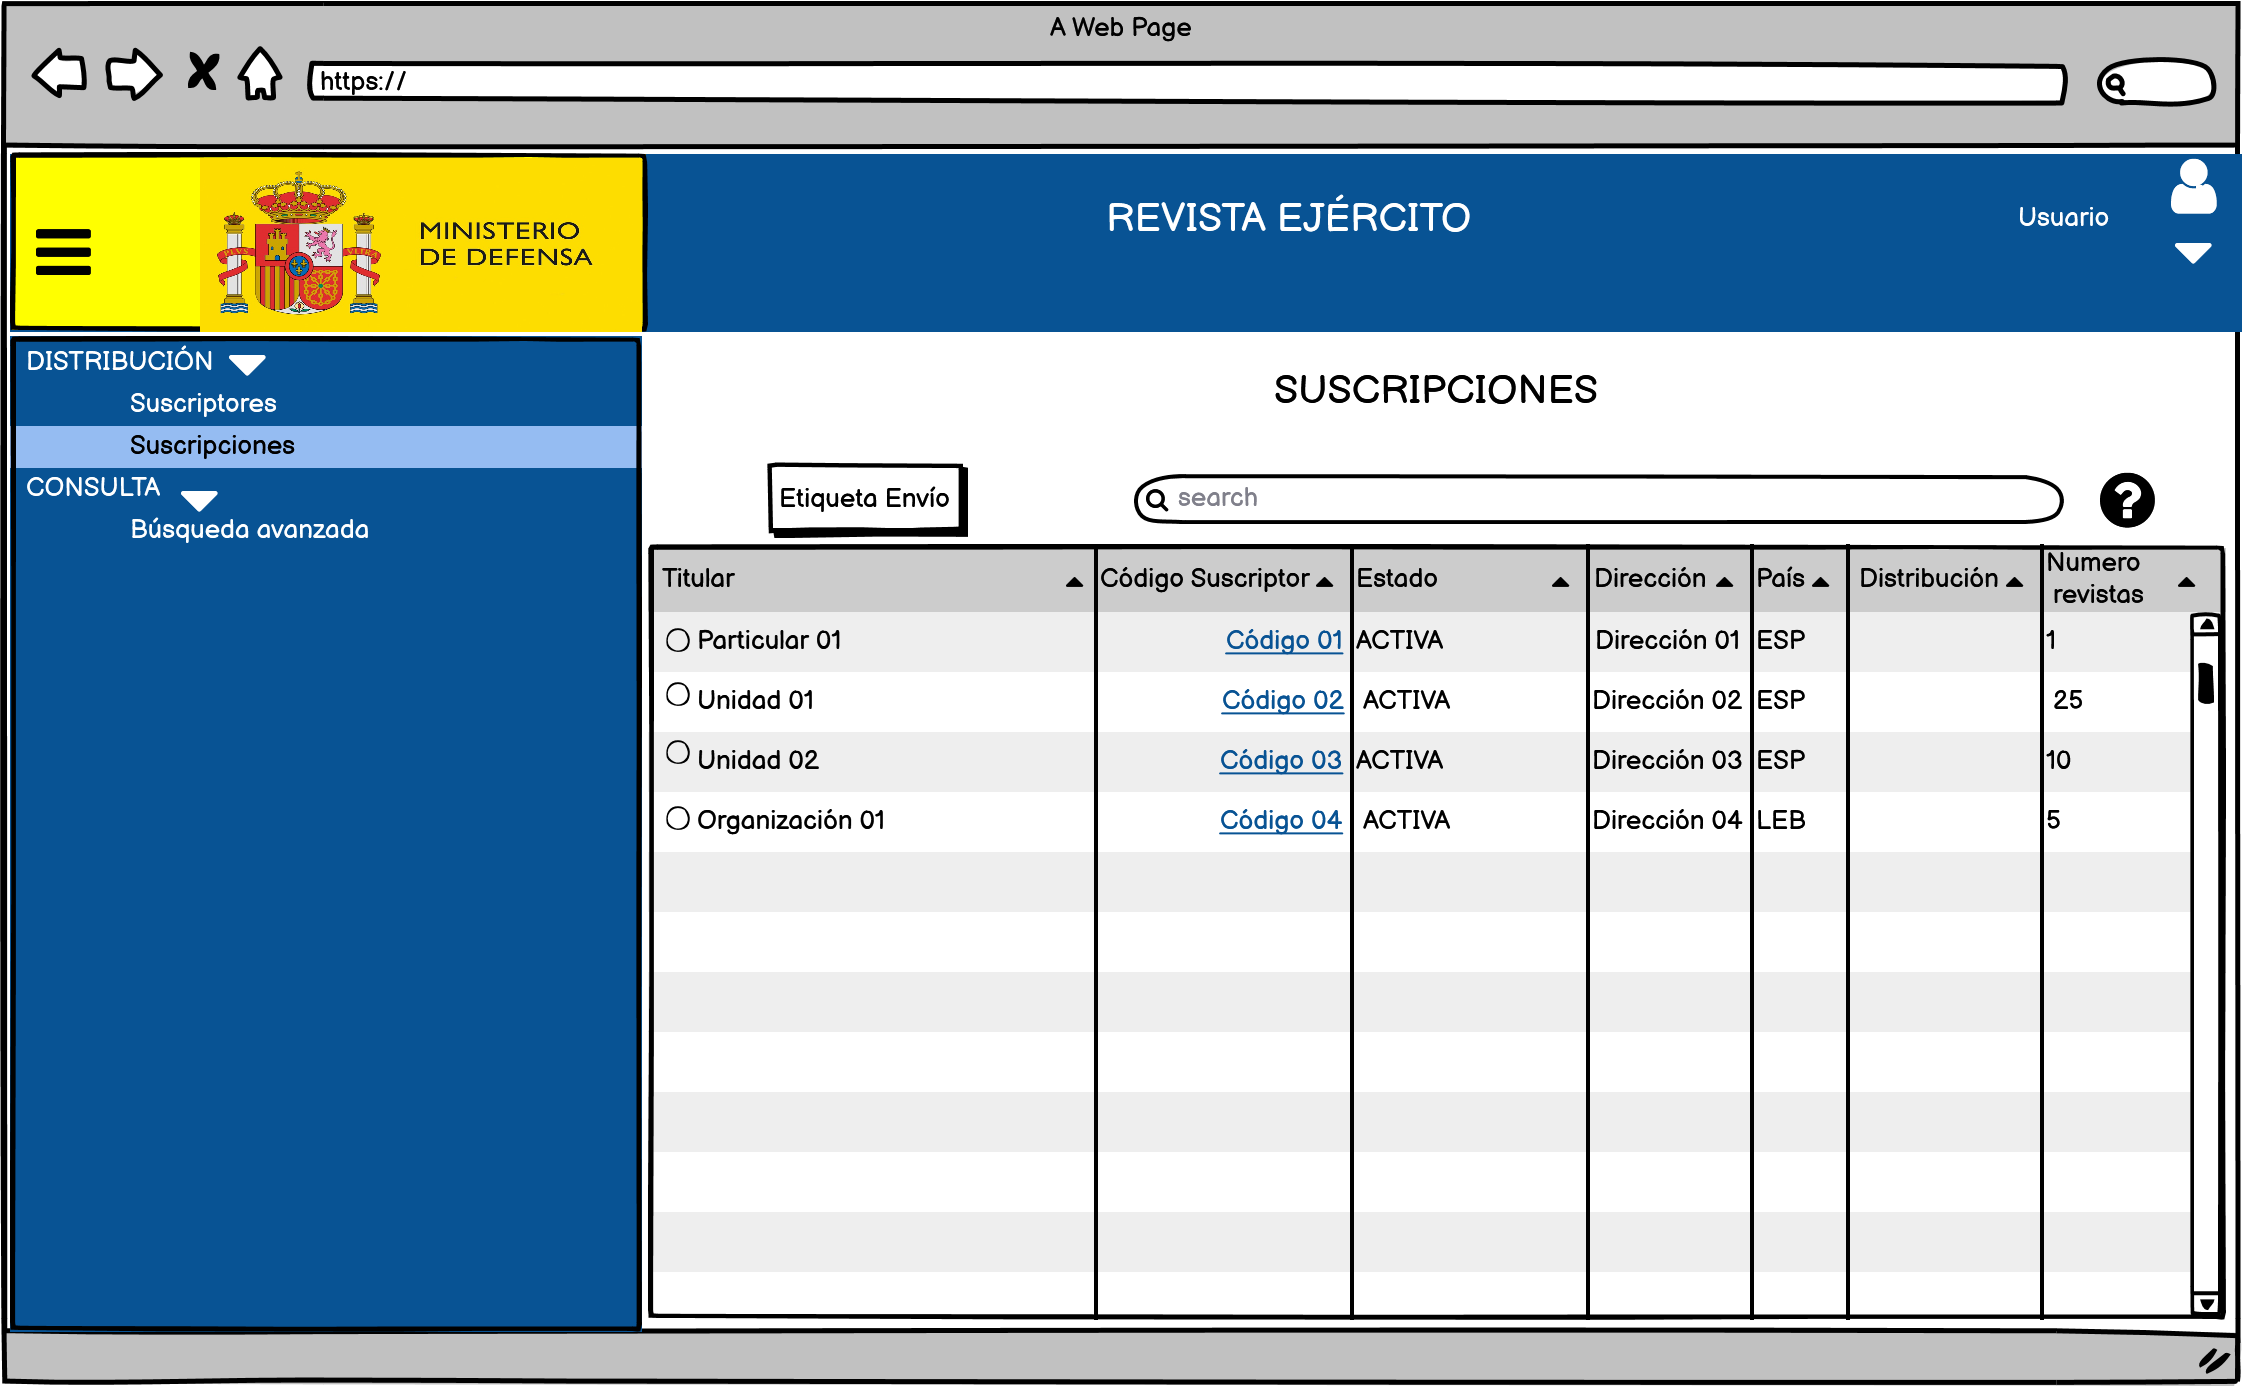 A Web Page
https://
MINISTERIO
DE DEFENSA
REVISTA EJÉRCITO
Usuario
DISTRIBUCIÓN
Suscriptores
Suscripciones
CONSULTA
Búsqueda avanzada
SUSCRIPCIONES
Etiqueta Envío
search
Titular Código Suscriptor Estado Dirección País Distribución Numero revistas
Particular 01 Código 01 ACTIVA Dirección 01 ESP 1
Unidad 01 Código 02 ACTIVA Dirección 02 ESP 25
Unidad 02 Código 03 ACTIVA Dirección 03 ESP 10
Organización 01 Código 04 ACTIVA Dirección 04 LEB 5